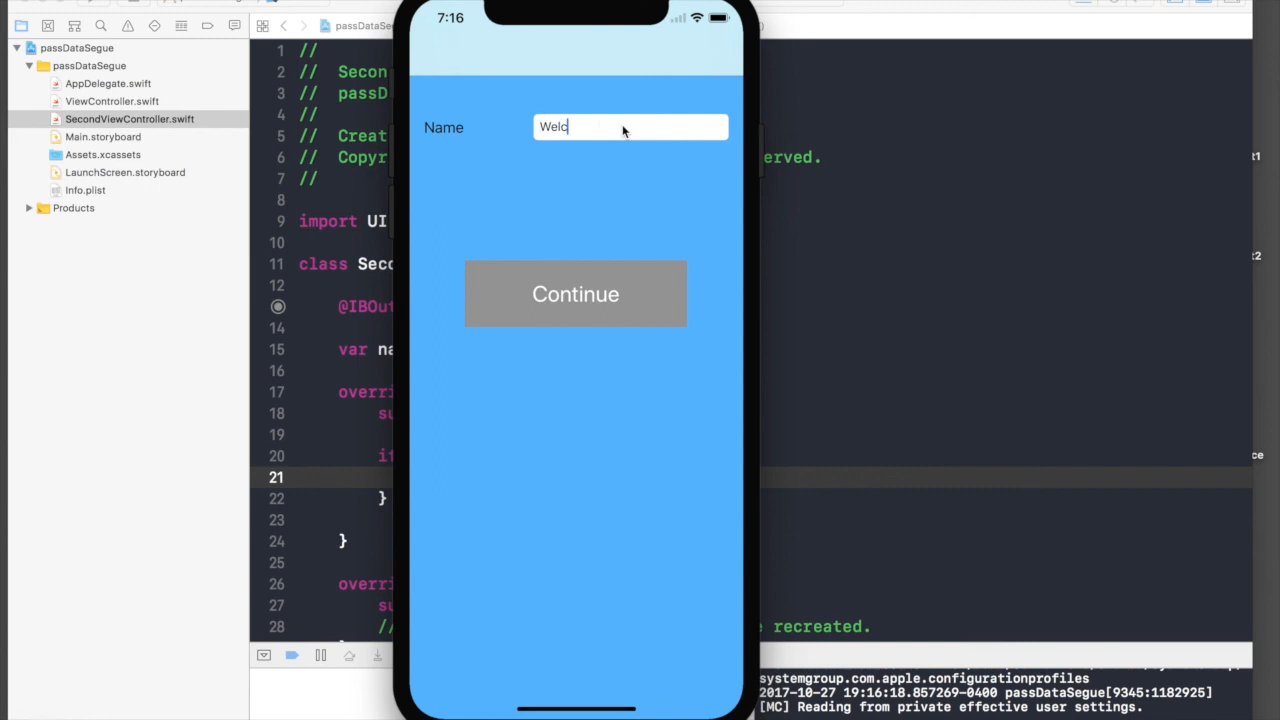 7:16
passDataSe
passDataSegue
passDataSegue
AppDelegate.swift
ViewController.swift
SecondViewController.swift
Main.storyboard
Assets.xcassets
LaunchScreen.storyboard
Info.plist
Products
1 //
2 // Secon
3 // passD
4 //
5 // Creat
6 // Copyr erved.
7 //
8
9 import UI
10
11 class Seco
12
@IBOut
14
15 var na
16
17 overri
18 su
19
20 if
21
22 }
23
24 }
25
26 overri
27 su
28 // e recreated.
Name
Welc
Continue
t1
t2
ce
systemgroup.com.apple.configurationprofiles
2017-10-27 19:16:18.857269-0400 passDataSegue[9345:1182925]
[MC] Reading from private effective user settings.